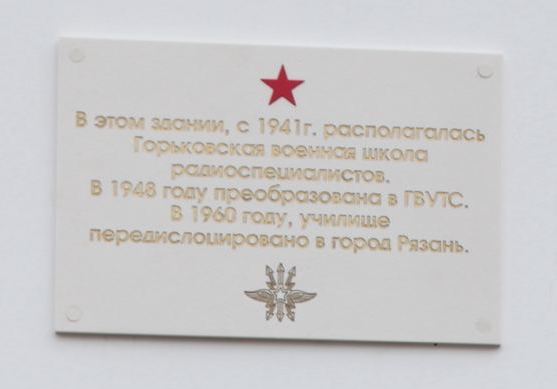 В этом здании, с 1941г. располагалась
Горьковская военная школа
радиоспециалистов.
В 1948 году преобразована в ГВУТС.
В 1960 году, училище
передислоцировано в город Рязань.